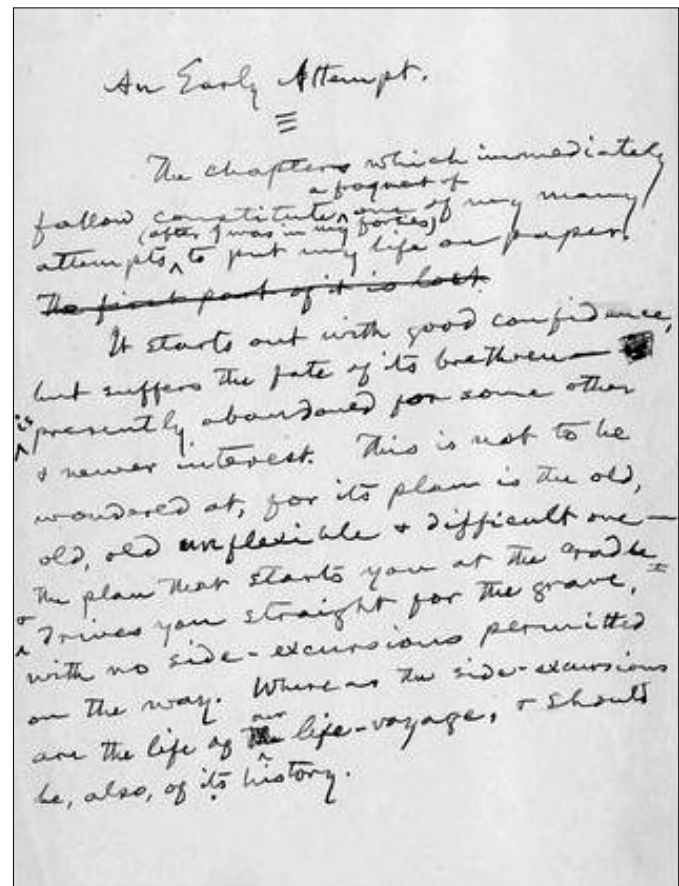 An Early Attempt.
The chapters which immediately
a fragment of
follow constitute one of my many
(after I was in my forties)
attempts to put my life on paper.
The first part of it is lost.
It starts out with good confidence,
but suffers the fate of its brethren—
is
presently abandoned for some other
& newer interest. This is not to be
wondered at, for its plan is the old,
old, old unflexible & difficult one—
the plan that starts you at the cradle
&
drives you straight for the grave,
with no side-excursions permitted
on the way. Whereas the side-excursions
our
are the life of the life-voyage, & should
be, also, of its history.